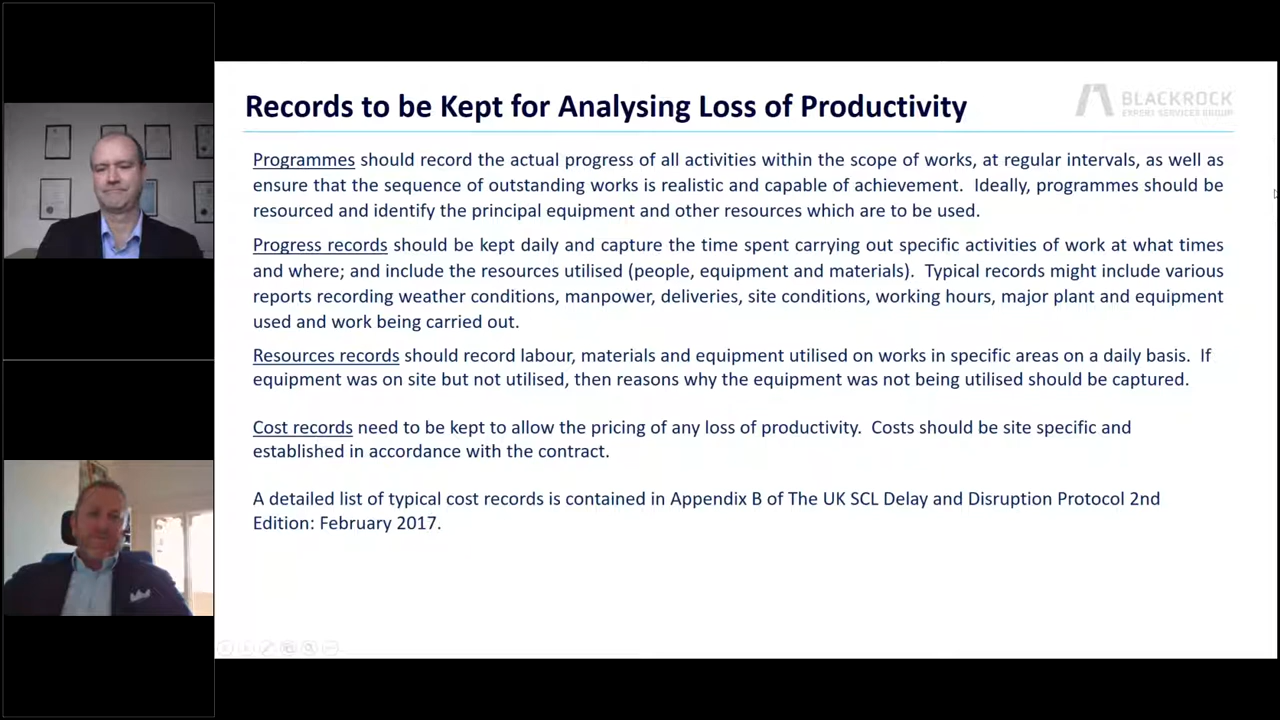 Records to be Kept for Analysing Loss of Productivity
BLACKROCK
EXPERT SERVICES GROUP
Programmes should record the actual progress of all activities within the scope of works, at regular intervals, as well as
ensure that the sequence of outstanding works is realistic and capable of achievement. Ideally, programmes should be
resourced and identify the principal equipment and other resources which are to be used.
Progress records should be kept daily and capture the time spent carrying out specific activities of work at what times
and where; and include the resources utilised (people, equipment and materials). Typical records might include various
reports recording weather conditions, manpower, deliveries, site conditions, working hours, major plant and equipment
used and work being carried out.
Resources records should record labour, materials and equipment utilised on works in specific areas on a daily basis. If
equipment was on site but not utilised, then reasons why the equipment was not being utilised should be captured.
Cost records need to be kept to allow the pricing of any loss of productivity. Costs should be site specific and
established in accordance with the contract.
A detailed list of typical cost records is contained in Appendix B of The UK SCL Delay and Disruption Protocol 2nd
Edition: February 2017.